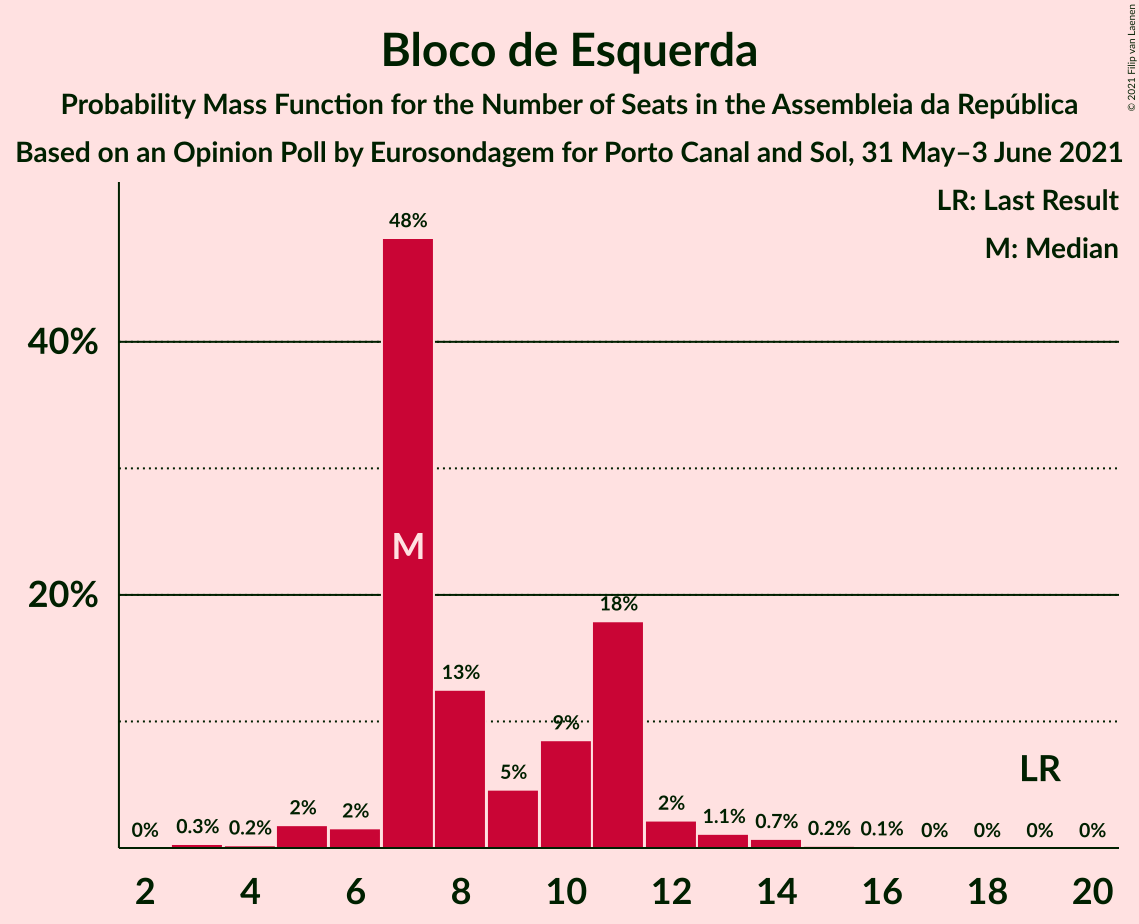 Bloco de Esquerda
Probability Mass Function for the Number of Seats in the Assembleia da República
Based on an Opinion Poll by Eurosondagem for Porto Canal and Sol, 31 May–3 June 2021
© 2021 Filip van Laenen
LR: Last Result
M: Median
48%
40%
M
20%
18%
13%
9%
5%
LR
0%
0.3%
0.2%
2%
2%
2%
1.1%
0.7%
0.2%
0.1%
0%
0%
0%
0%
2 4 6 8 10 12 14 16 18 20